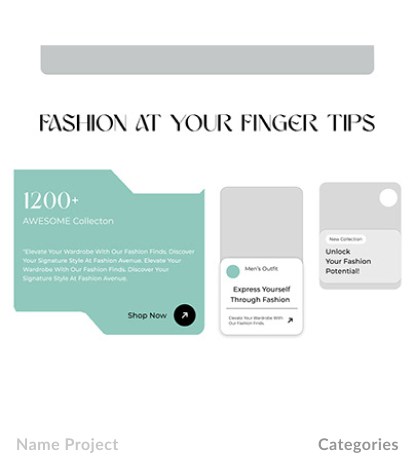 FASHION AT YOUR FINGER TIPS
1200+
AWESOME Collecton
"Elevate Your Wardrobe With Our Fashion Finds, Discover
Your Signature Style At Fashion Avenue. Elevate Your
Wardrobe With Our Fashion Finds, Discover Your
Signature Style At Fashion Avenue.
Shop Now
Men's Outfit
Express Yourself
Through Fashion
Elevate Your Wardrobe With
Our Fashion Finds
New Collection
Unlock
Your Fashion
Potential!
Name Project
Categories